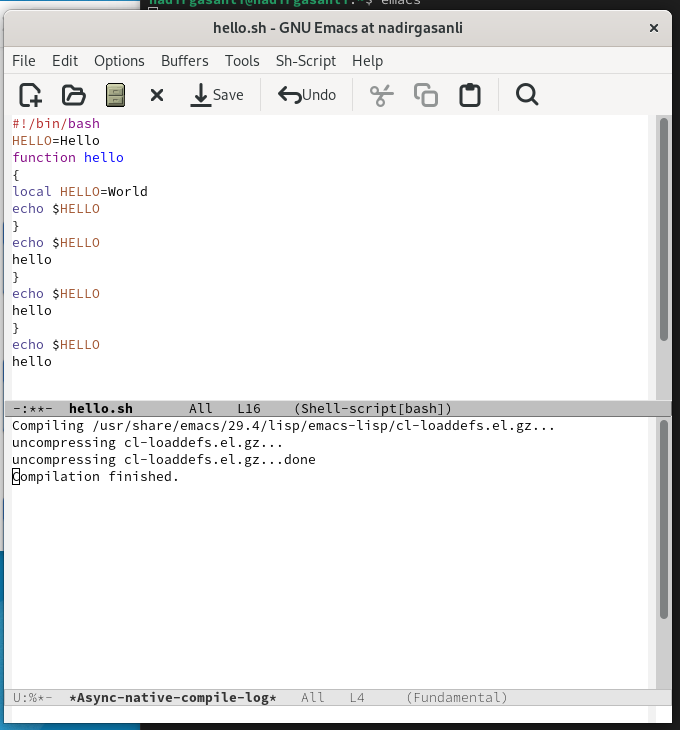 nadirgasanli@nadirgasanli:~$ emacs
hello.sh - GNU Emacs at nadirgasanli
File Edit Options Buffers Tools Sh-Script Help
Save Undo
#!/bin/bash
HELLO=Hello
function hello
{
local HELLO=World
echo $HELLO
}
echo $HELLO
hello
}
echo $HELLO
hello
}
echo $HELLO
hello
-:**-  hello.sh       All   L16    (Shell-script[bash])
Compiling /usr/share/emacs/29.4/lisp/emacs-lisp/cl-loaddefs.el.gz...
uncompressing cl-loaddefs.el.gz...
uncompressing cl-loaddefs.el.gz...done
Compilation finished.
U:%*-  *Async-native-compile-log*   All   L4     (Fundamental)